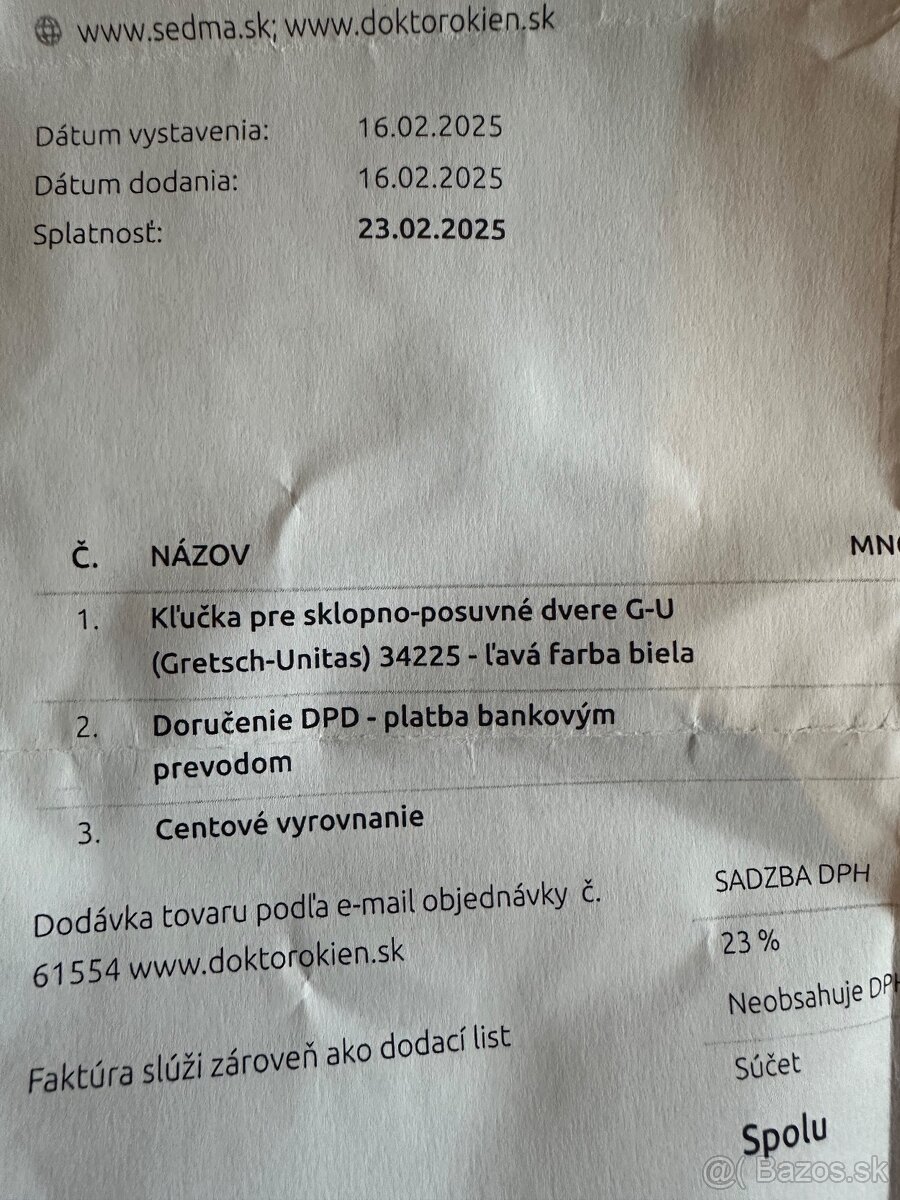 www.sedma.sk; www.doktorokien.sk
Dátum vystavenia: 16.02.2025
Dátum dodania: 16.02.2025
Splatnosť: 23.02.2025
Č. NÁZOV
1. Kľučka pre sklopno-posuvné dvere G-U
(Gretsch-Unitas) 34225 - ľavá farba biela
2. Doručenie DPD - platba bankovým
prevodom
3. Centové vyrovnanie
Dodávka tovaru podľa e-mail objednávky č.
61554 www.doktorokien.sk
Faktúra slúži zároveň ako dodací list
SADZBA DPH
23 %
Neobsahuje DPH
Súčet
Spolu
@( Bazos.sk